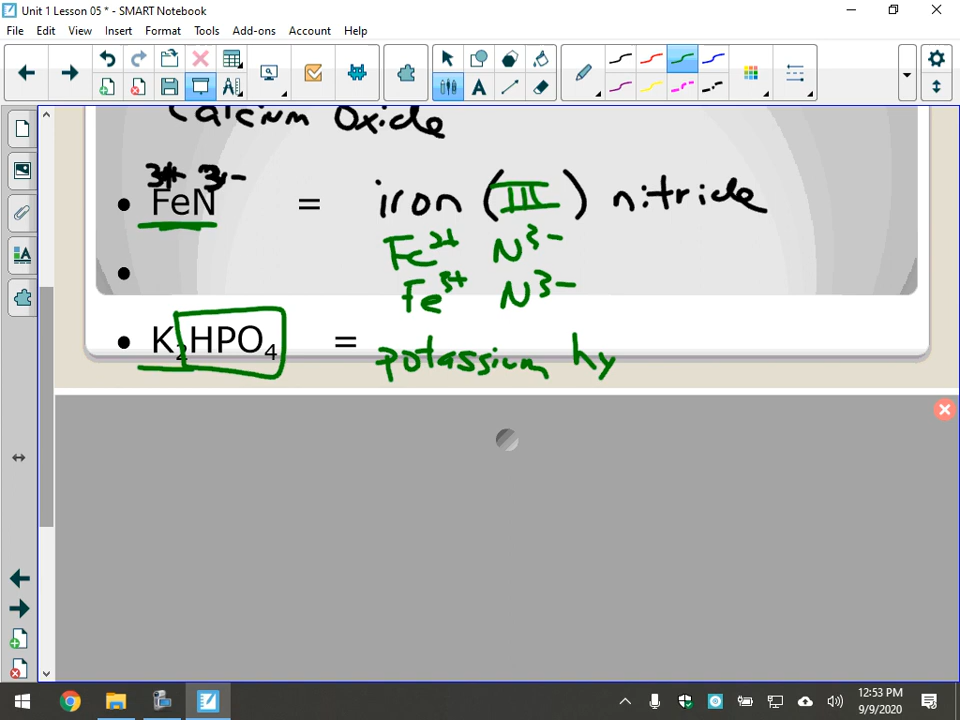 Unit 1 Lesson 05 * - SMART Notebook
File Edit View Insert Format Tools Add-ons Account Help
Calcium Oxide
3+ 3-
• FeN = iron (III) nitride
Fe2+ N3-
•
Fe3+ N3-
• K2HPO4 = potassium hy
12:53 PM
9/9/2020